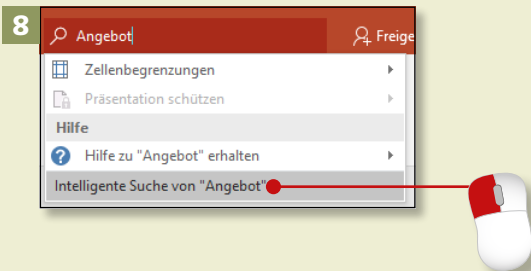 8
Angebot
Freige
Zellenbegrenzungen
Präsentation schützen
Hilfe
Hilfe zu "Angebot" erhalten
Intelligente Suche von "Angebot"